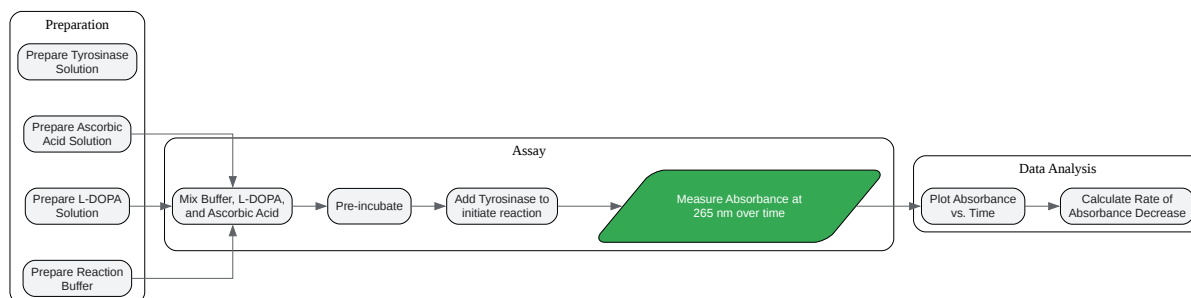 Preparation
Prepare Tyrosinase
Solution
Prepare Ascorbic
Acid Solution
Prepare L-DOPA
Solution
Prepare Reaction
Buffer
Assay
Mix Buffer, L-DOPA,
and Ascorbic Acid
Pre-incubate
Add Tyrosinase to
initiate reaction
Measure Absorbance at
265 nm over time
Data Analysis
Plot Absorbance
vs. Time
Calculate Rate of
Absorbance Decrease